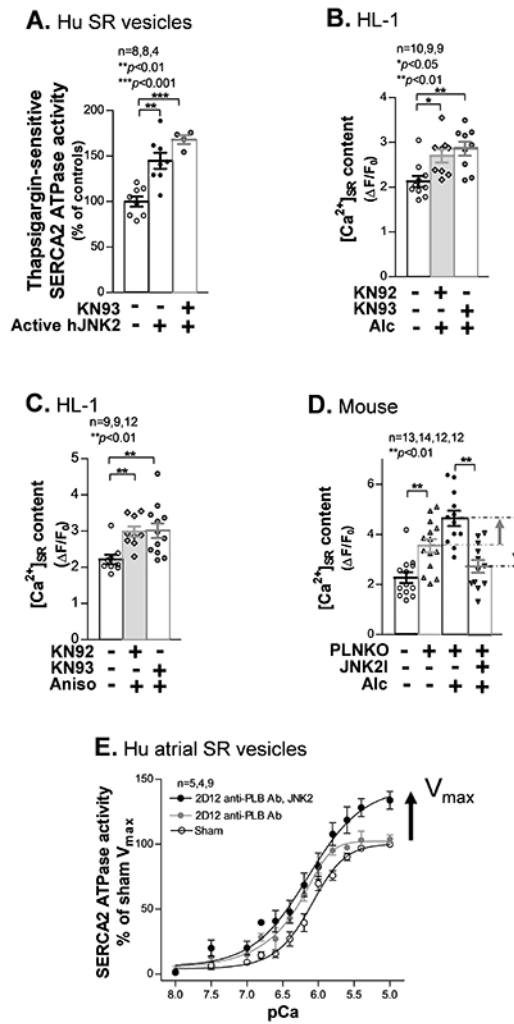 A. Hu SR vesicles
n=8,8,4
**p<0.01
***p<0.001
***
**
Thapsigargin-sensitive
SERCA2 ATPase activity
(% of controls)
200
150
100
50
0
KN93 - - +
Active hJNK2 - + +
B. HL-1
n=10,9,9
*p<0.05
**p<0.01
**
*
[Ca²⁺]SR content
(ΔF/F₀)
4
3
2
1
0
KN92 - + -
KN93 - - +
Alc - + +
C. HL-1
n=9,9,12
**p<0.01
**
**
[Ca²⁺]SR content
(ΔF/F₀)
5
4
3
2
1
0
KN92 - + -
KN93 - - +
Aniso - + +
D. Mouse
n=13,14,12,12
**p<0.01
**
**
[Ca²⁺]SR content
(ΔF/F₀)
6
4
2
0
PLNKO - + + +
JNK2I - - - +
Alc - - + +
E. Hu atrial SR vesicles
n=5,4,9
2D12 anti-PLB Ab, JNK2
2D12 anti-PLB Ab
Sham
Vmax
SERCA2 ATPase activity
% of sham Vmax
150
100
50
0
8.0 7.5 7.0 6.5 6.0 5.5 5.0
pCa